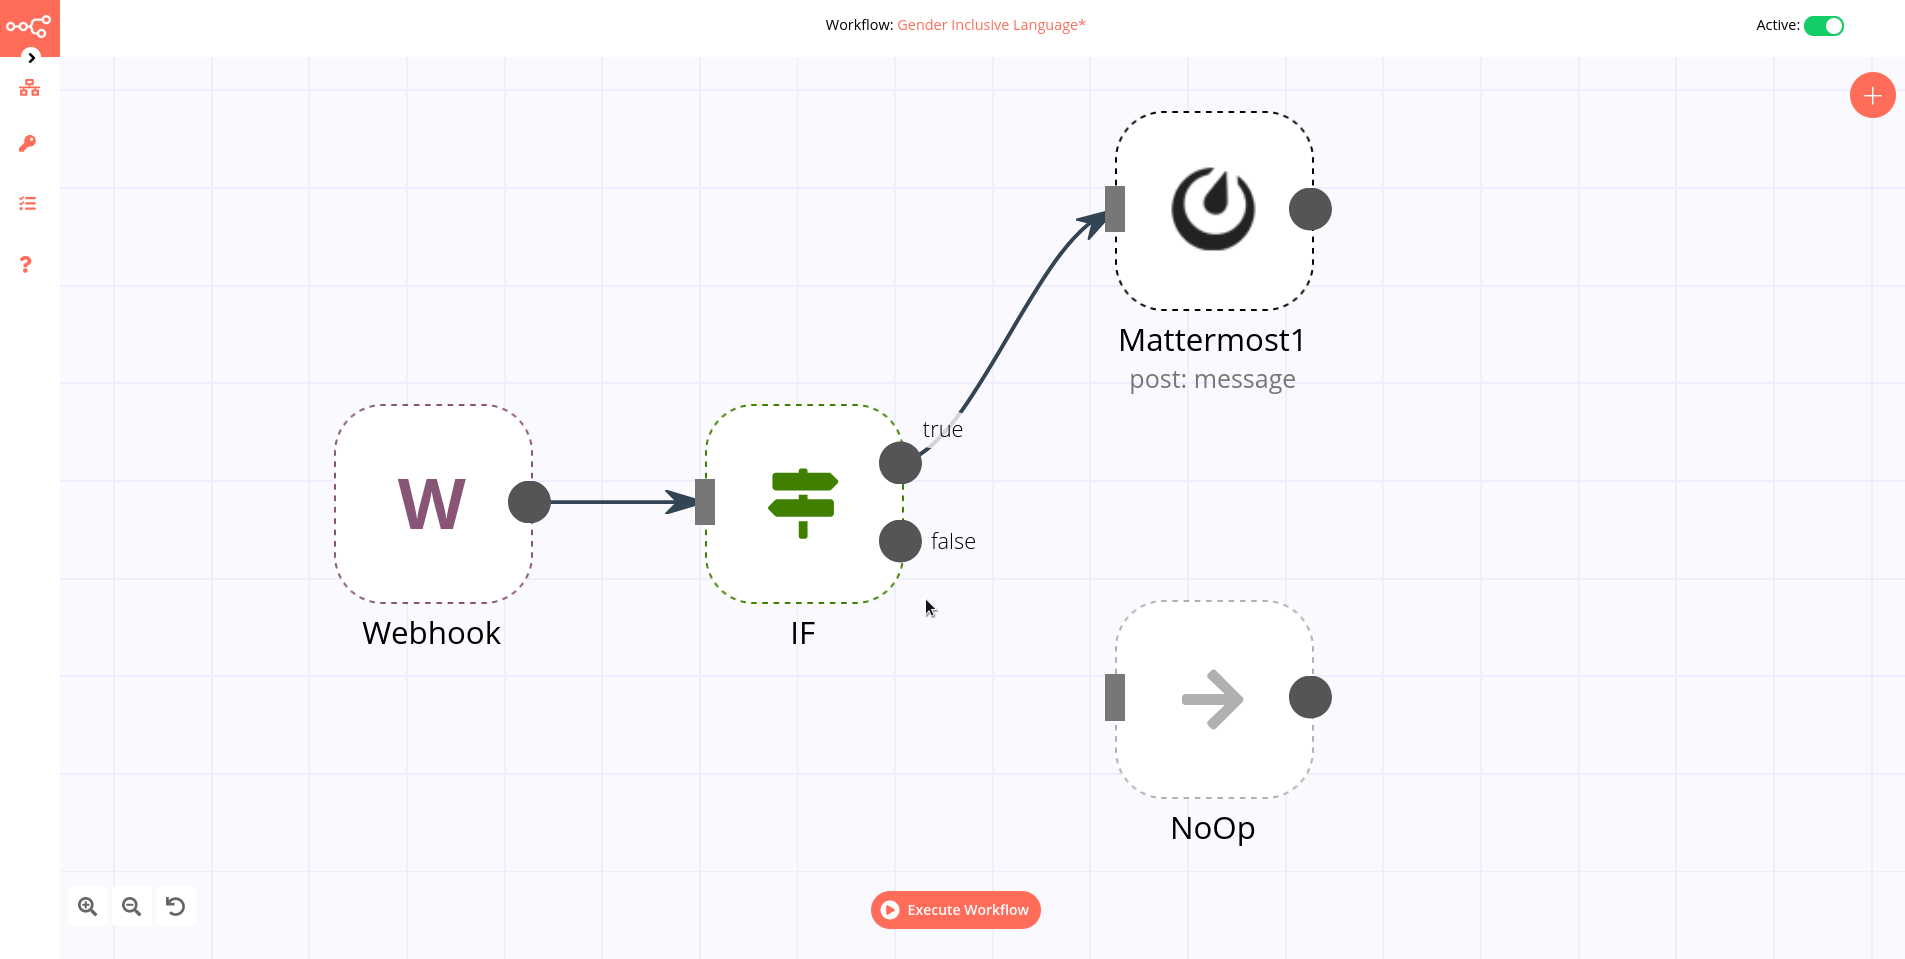 Workflow: Gender Inclusive Language*
Active:
Mattermost1
post: message
true
false
W
Webhook
IF
NoOp
Execute Workflow